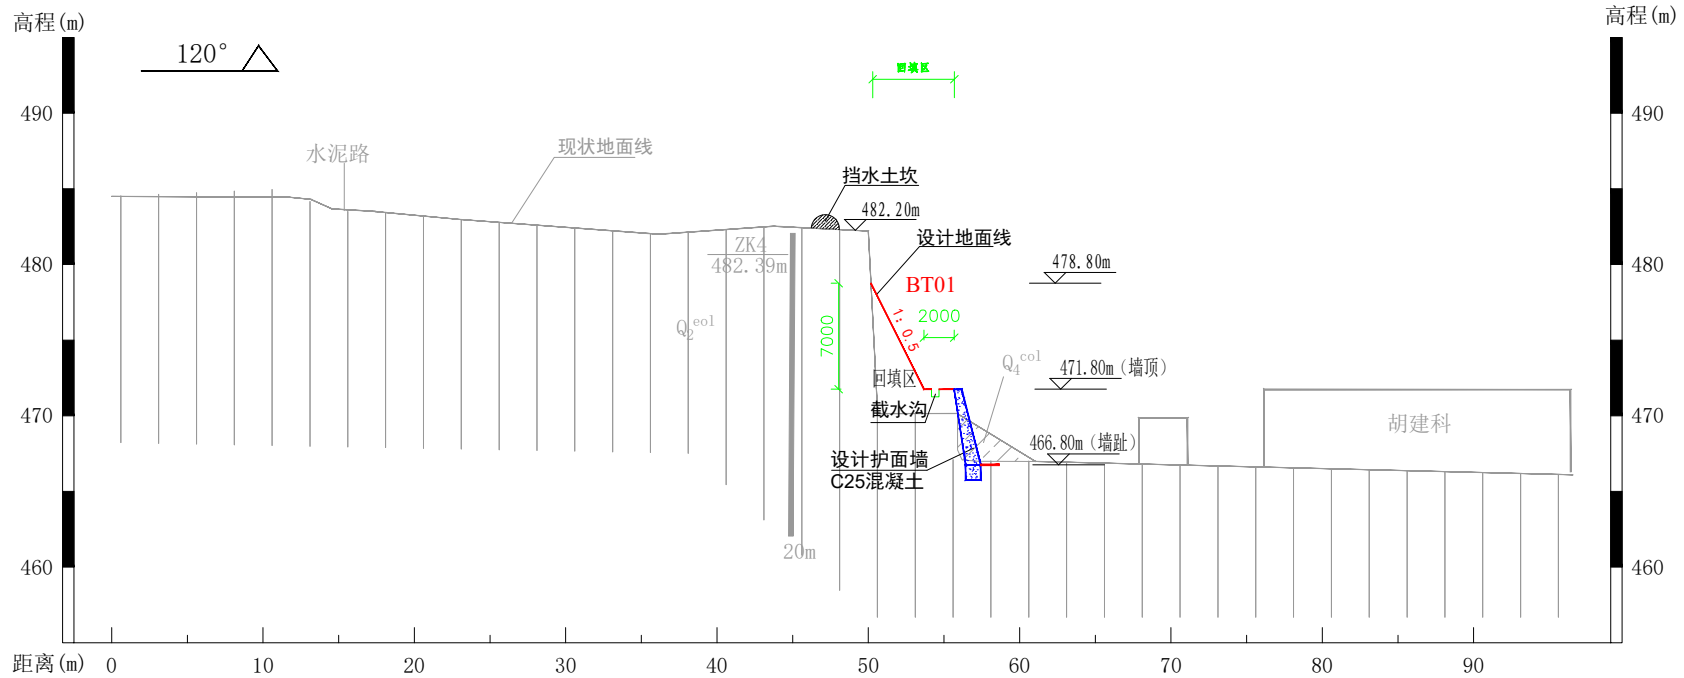 高程(m)
高程(m)
120°
回填区
490
490
水泥路
现状地面线
挡水土坎
482.20m
设计地面线
ZK4
482.39m
480
480
478.80m
BT01
1: 0.5
2000
7000
Q₂ᵉᵒˡ
Q₄ᶜᵒˡ
回填区
471.80m (墙顶)
截水沟
470
470
胡建科
466.80m (墙趾)
设计护面墙
C25混凝土
20m
460
460
距离(m)
0
10
20
30
40
50
60
70
80
90